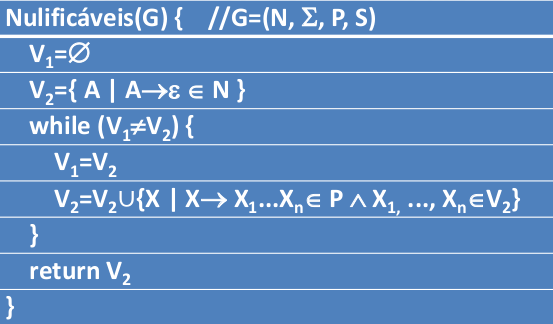 Nulificáveis(G) { //G=(N, Σ, P, S)
V₁=∅
V₂={ A | A→ε ∈ N }
while (V₁≠V₂) {
V₁=V₂
V₂=V₂∪{X | X→ X₁...Xₙ∈ P ∧ X₁, ..., Xₙ∈V₂}
}
return V₂
}